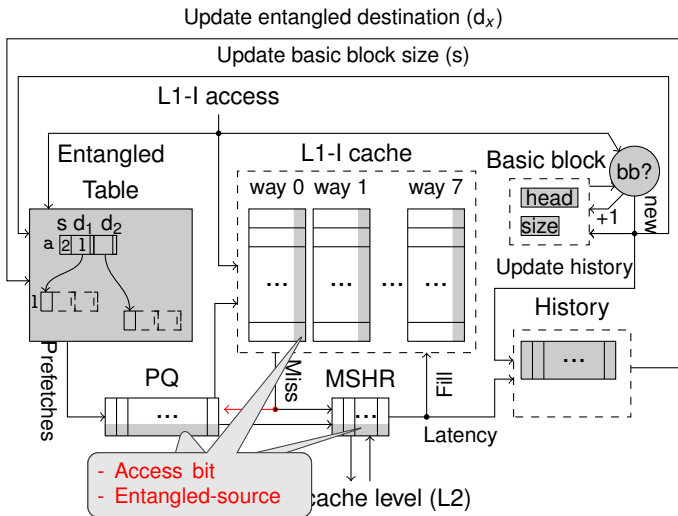 Update entangled destination (dₓ)
Update basic block size (s)
L1-I access
Entangled
Table
L1-I cache
Basic block
bb?
way 0 way 1 way 7
s d₁ d₂
a 2 l
l
head
size
+1
new
... ... ... ...
Update history
History
...
Prefetches
PQ
Miss
MSHR
Fill
... ...
Latency
- Access bit
- Entangled-source
cache level (L2)